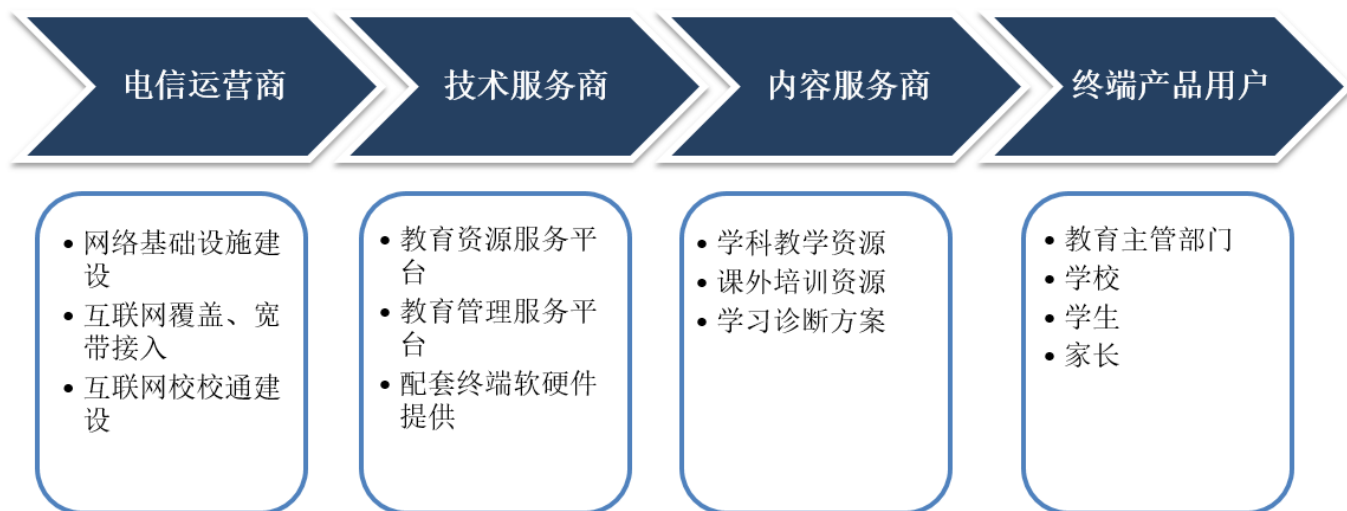 电信运营商
技术服务商
内容服务商
终端产品用户
• 网络基础设施建
设
• 互联网覆盖、宽
带接入
• 互联网校校通建
设
• 教育资源服务平
台
• 教育管理服务平
台
• 配套终端软硬件
提供
• 学科教学资源
• 课外培训资源
• 学习诊断方案
• 教育主管部门
• 学校
• 学生
• 家长